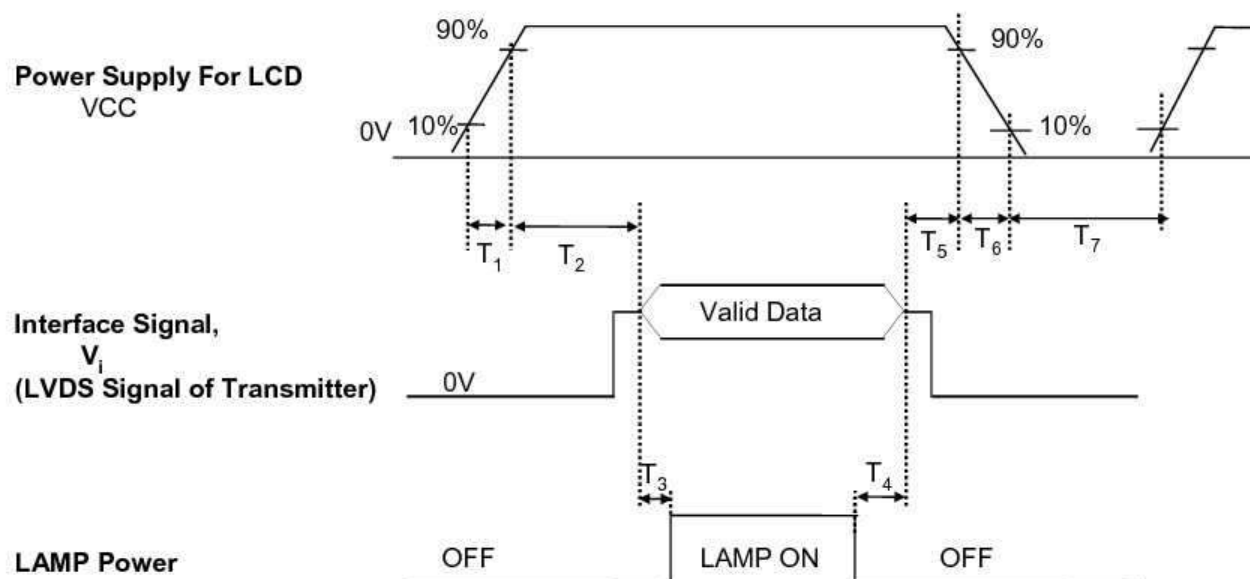 90%
90%
Power Supply For LCD
VCC
0V
10%
10%
T1
T2
T5
T6
T7
Valid Data
Interface Signal,
Vi
(LVDS Signal of Transmitter)
0V
T3
T4
LAMP Power
OFF
LAMP ON
OFF